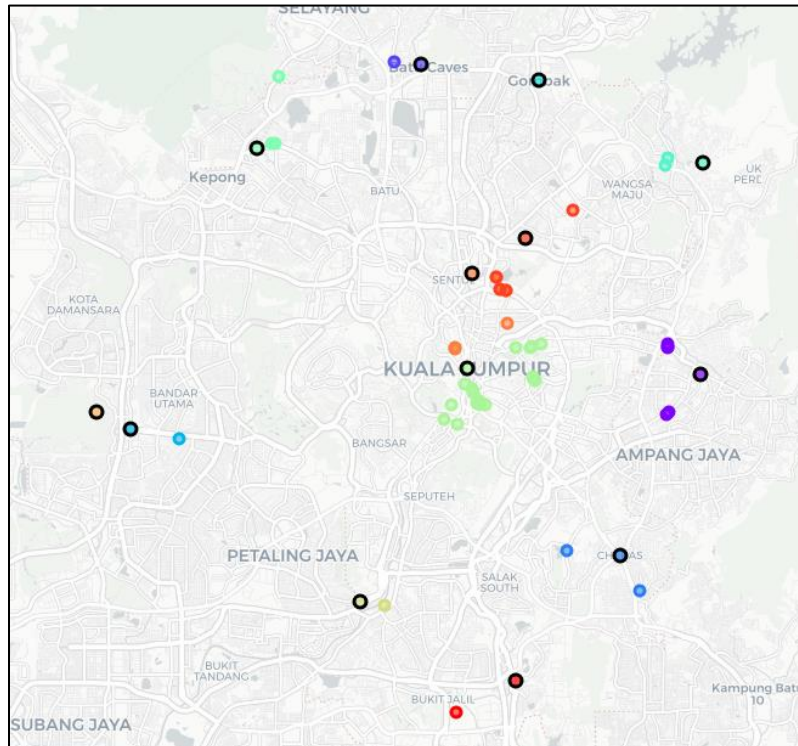 SELAYANG
Batu Caves
Gombak
Kepong
BATU
WANGSA
MAJU
UK
PERD
SENTUL
KOTA
DAMANSARA
KUALA LUMPUR
BANDAR
UTAMA
BANGSAR
AMPANG JAYA
SEPUTEH
PETALING JAYA
CHERAS
SALAK
SOUTH
BUKIT
TANDANG
BUKIT JALIL
Kampung Batu
10
SUBANG JAYA